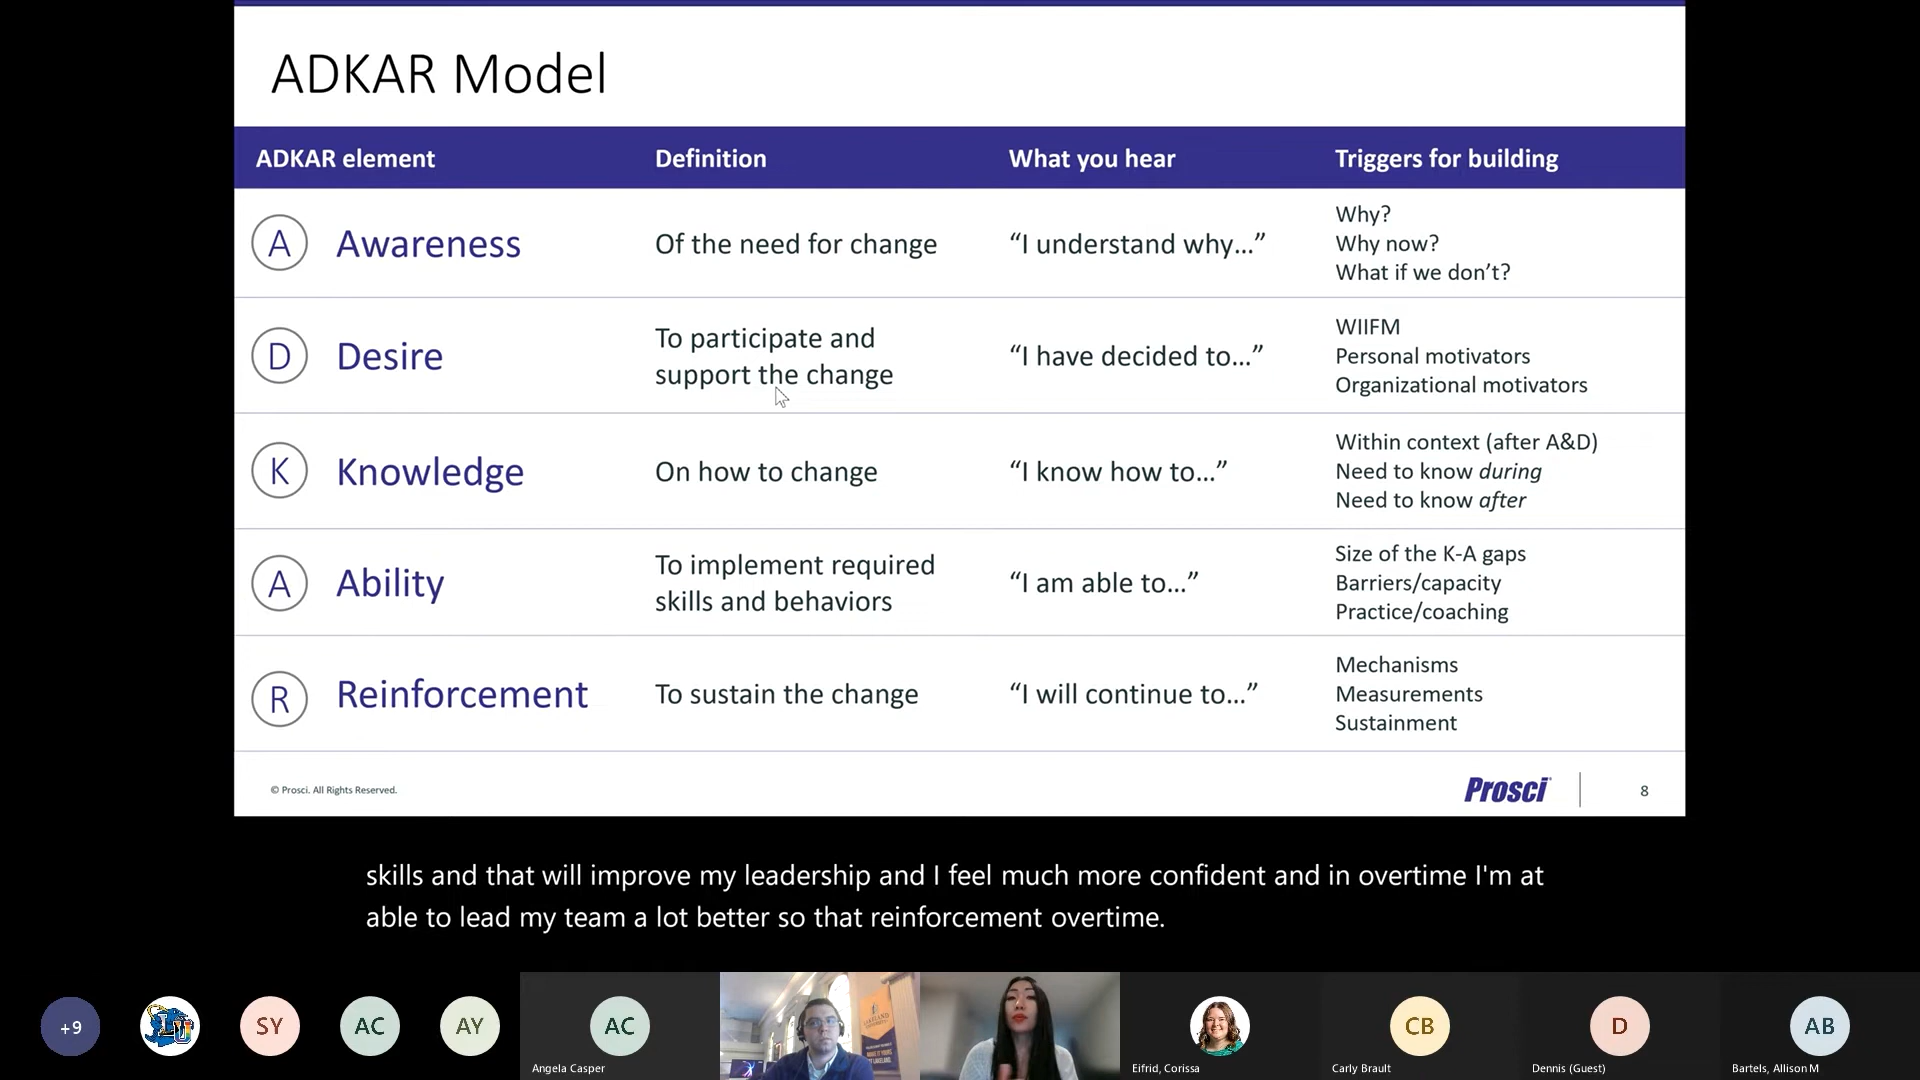 ADKAR Model
ADKAR element
Definition
What you hear
Triggers for building
A
Awareness
Of the need for change
“I understand why...”
Why?
Why now?
What if we don’t?
D
Desire
To participate and
support the change
“I have decided to...”
WIIFM
Personal motivators
Organizational motivators
K
Knowledge
On how to change
“I know how to...”
Within context (after A&D)
Need to know during
Need to know after
A
Ability
To implement required
skills and behaviors
“I am able to...”
Size of the K-A gaps
Barriers/capacity
Practice/coaching
R
Reinforcement
To sustain the change
“I will continue to...”
Mechanisms
Measurements
Sustainment
© Prosci. All Rights Reserved.
Prosci
8
skills and that will improve my leadership and I feel much more confident and in overtime I'm at
able to lead my team a lot better so that reinforcement overtime.
+9
LU
SY
AC
AY
AC
Angela Casper
Eifrid, Corissa
CB
Carly Brault
D
Dennis (Guest)
AB
Bartels, Allison M